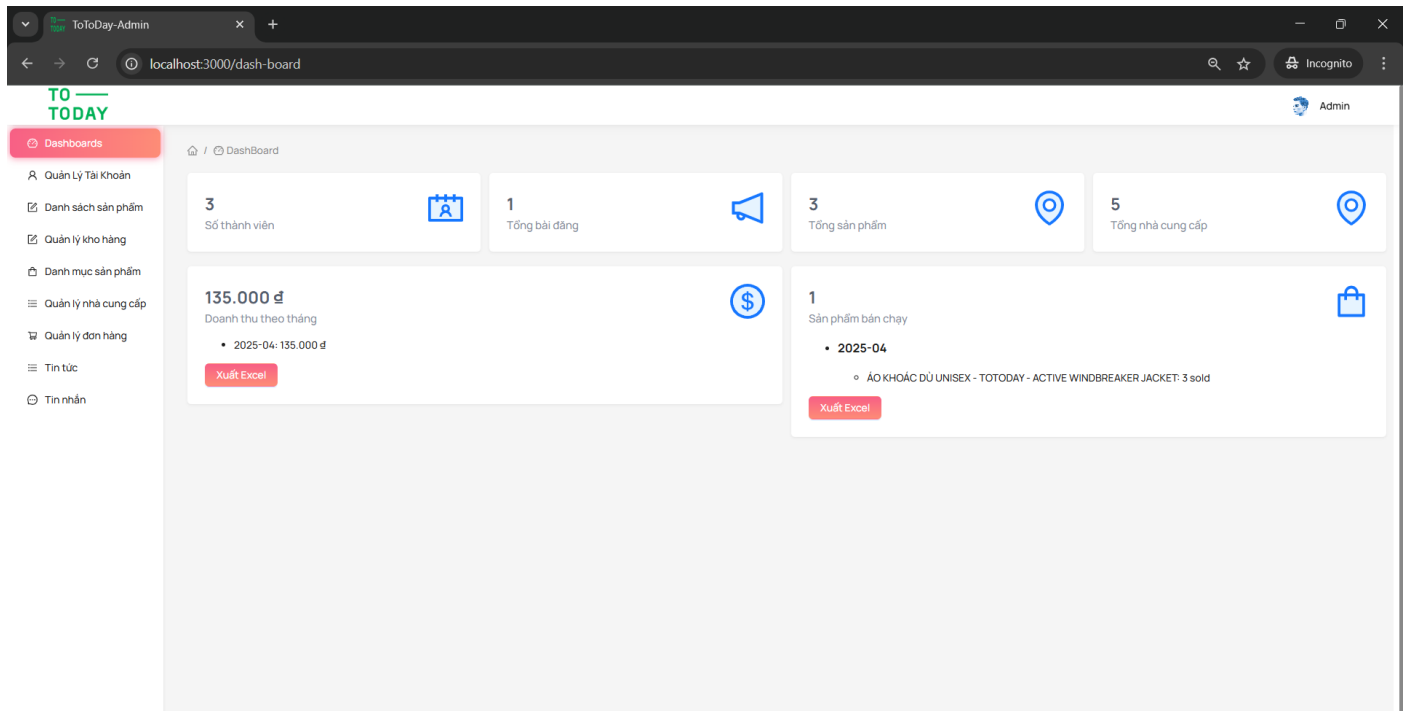 ToToDay-Admin
localhost:3000/dash-board
Incognito
TO
TODAY
Admin
Dashboards
Quản Lý Tài Khoản
Danh sách sản phẩm
Quản lý kho hàng
Danh mục sản phẩm
Quản lý nhà cung cấp
Quản lý đơn hàng
Tin tức
Tin nhắn
/ DashBoard
3
Số thành viên
1
Tổng bài đăng
3
Tổng sản phẩm
5
Tổng nhà cung cấp
135.000 ₫
Doanh thu theo tháng
2025-04: 135.000 ₫
Xuất Excel
1
Sản phẩm bán chạy
2025-04
ÁO KHOÁC DÙ UNISEX - TOTODAY - ACTIVE WINDBREAKER JACKET: 3 sold
Xuất Excel